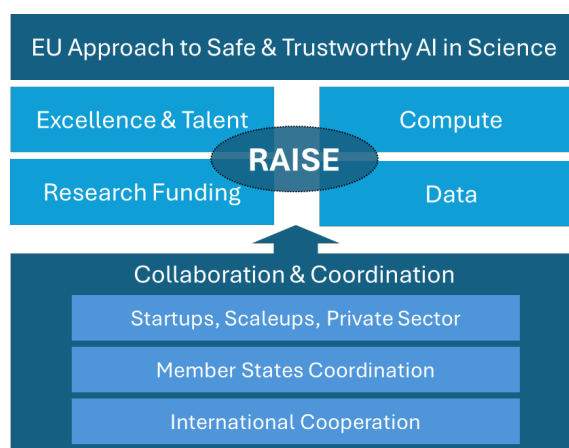 EU Approach to Safe & Trustworthy AI in Science
Excellence & Talent
Compute
RAISE
Research Funding
Data
Collaboration & Coordination
Startups, Scaleups, Private Sector
Member States Coordination
International Cooperation